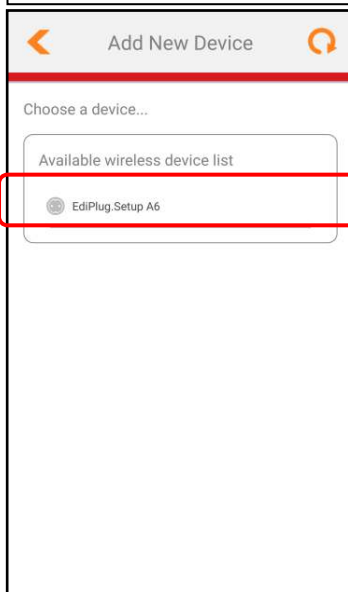 Add New Device
Choose a device...
Available wireless device list
EdiPlug.Setup A6